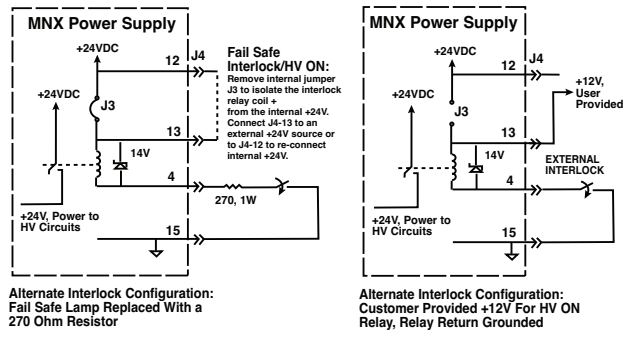 MNX Power Supply
+24VDC
12
J4
+24VDC
J3
13
14V
4
270, 1W
+24V, Power to
HV Circuits
15
Fail Safe
Interlock/HV ON:
Remove internal jumper
J3 to isolate the interlock
relay coil +
from the internal +24V.
Connect J4-13 to an
external +24V source or
to J4-12 to re-connect
internal +24V.
Alternate Interlock Configuration:
Fail Safe Lamp Replaced With a
270 Ohm Resistor
MNX Power Supply
+24VDC
12
J4
+12V,
User
Provided
+24VDC
J3
13
14V
EXTERNAL
INTERLOCK
4
+24V, Power to
HV Circuits
15
Alternate Interlock Configuration:
Customer Provided +12V For HV ON
Relay, Relay Return Grounded